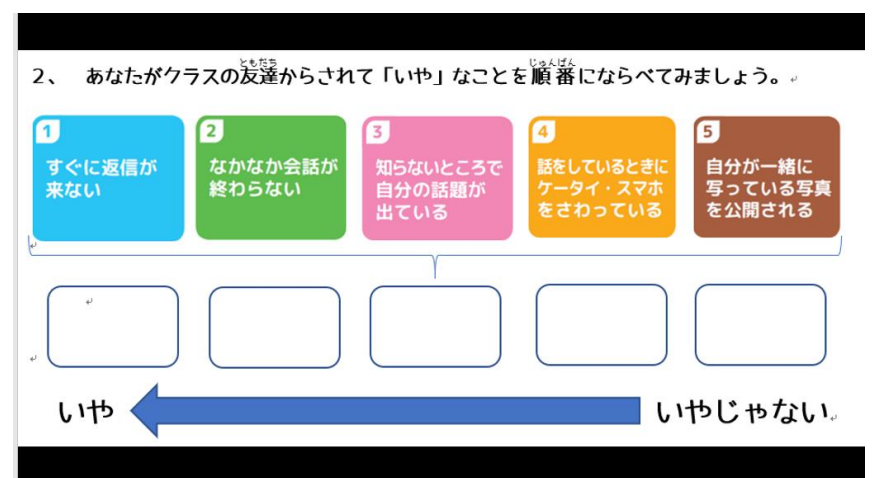 2、 あなたがクラスの友達からされて「いや」なことを順番にならべてみましょう。
ともだち
じゅんばん
1
すぐに返信が
来ない
2
なかなか会話が
終わらない
3
知らないところで
自分の話題が
出ている
4
話をしているときに
ケータイ・スマホ
をさわっている
5
自分が一緒に
写っている写真
を公開される
いや
いやじゃない